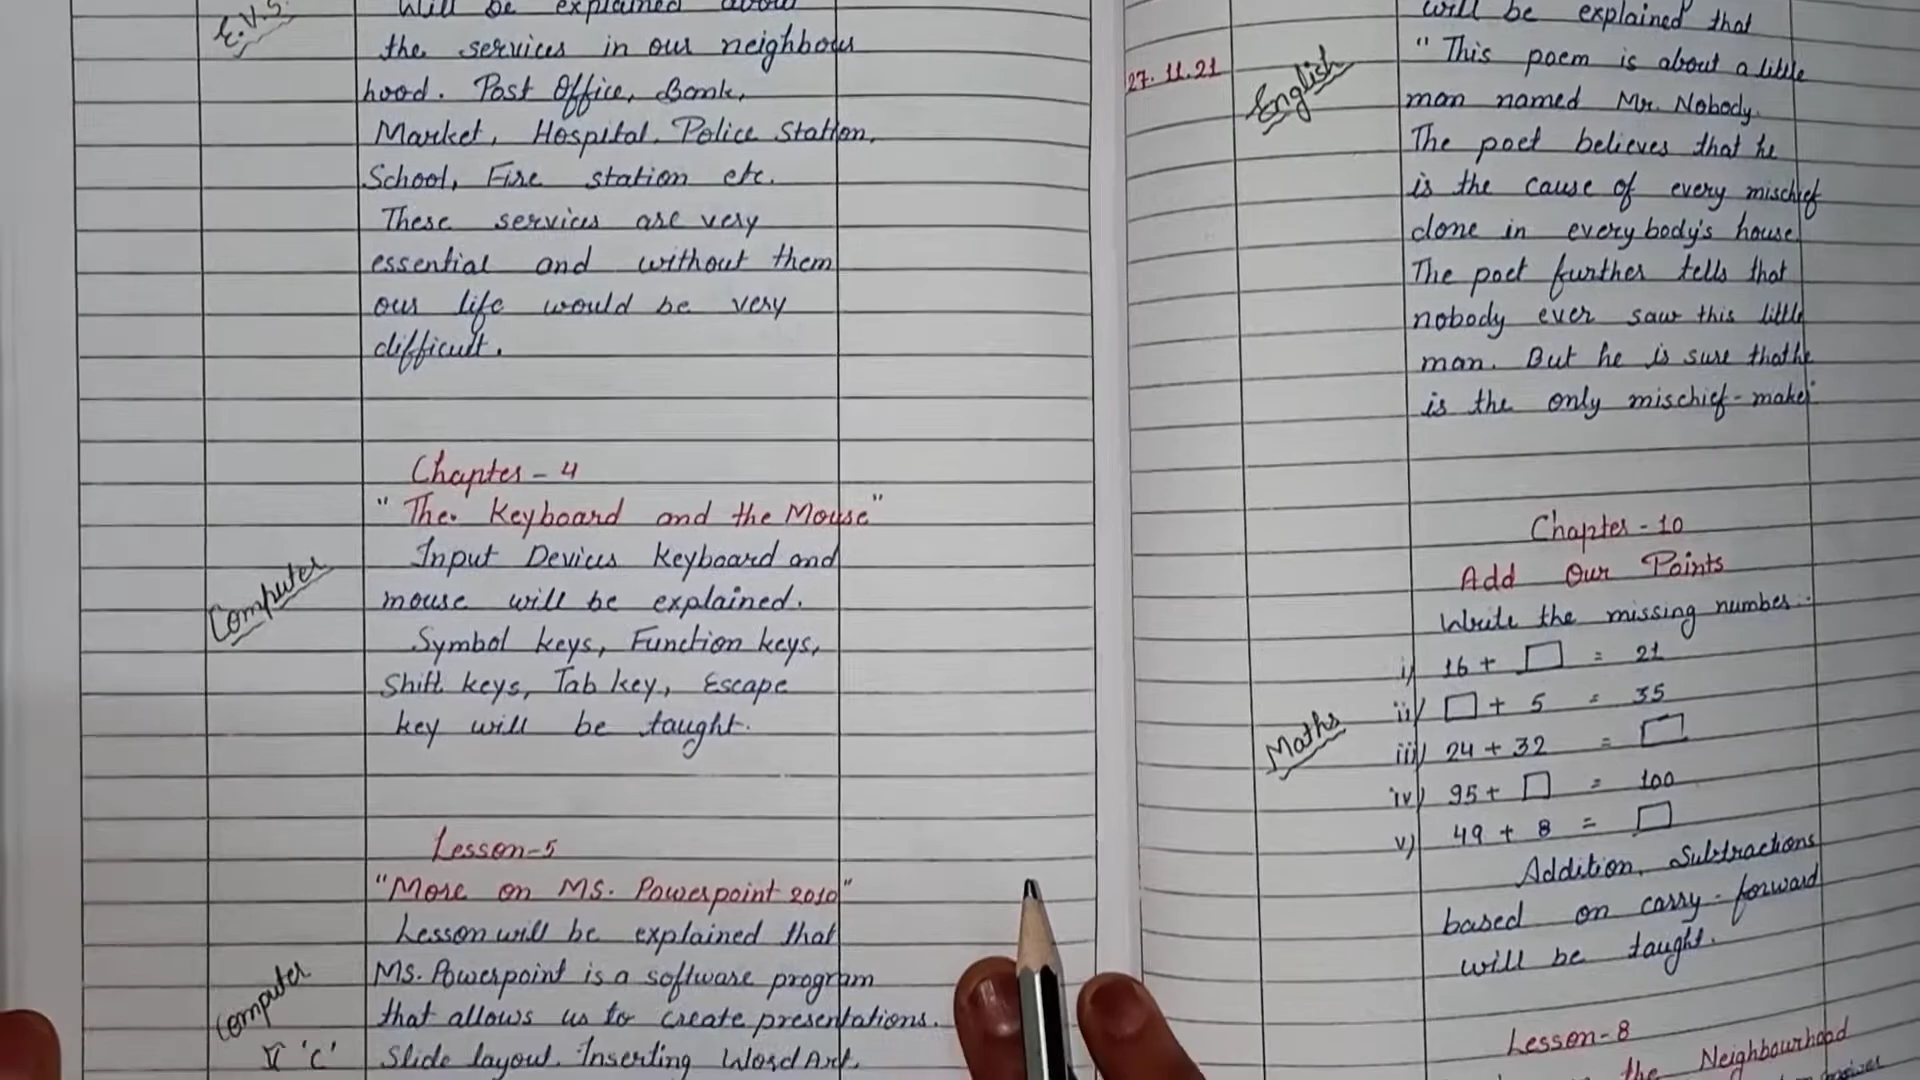 E.V.S.
will be explained about
the services in our neighbour
hood. Post Office, Bank,
Market, Hospital, Police Station,
School, Fire station etc.
These services are very
essential and without them
our life would be very
difficult.
Chapter - 4
"The Keyboard and the Mouse"
Computer
Input Devices Keyboard and
mouse will be explained.
Symbol keys, Function keys,
Shift keys, Tab key, Escape
key will be taught.
Lesson-5
"More on MS. Powerpoint 2010"
Lesson will be explained that
Computer
V 'C'
MS. Powerpoint is a software program
that allows us to create presentations.
Slide layout. Inserting WordArt.
27.11.21
English
will be explained that
"This poem is about a little
man named Mr. Nobody.
The poet believes that he
is the cause of every mischief
done in everybody's house.
The poet further tells that
nobody ever saw this little
man. But he is sure that he
is the only mischief-maker
Chapter - 10
Add Our Points
Write the missing number:-
Maths
i) 16 + □ = 21
ii) □ + 5 = 35
iii) 24 + 32 = □
iv) 95 + □ = 100
v) 49 + 8 = □
Addition, Subtractions
based on carry-forward
will be taught.
Lesson-8
the Neighbourhood